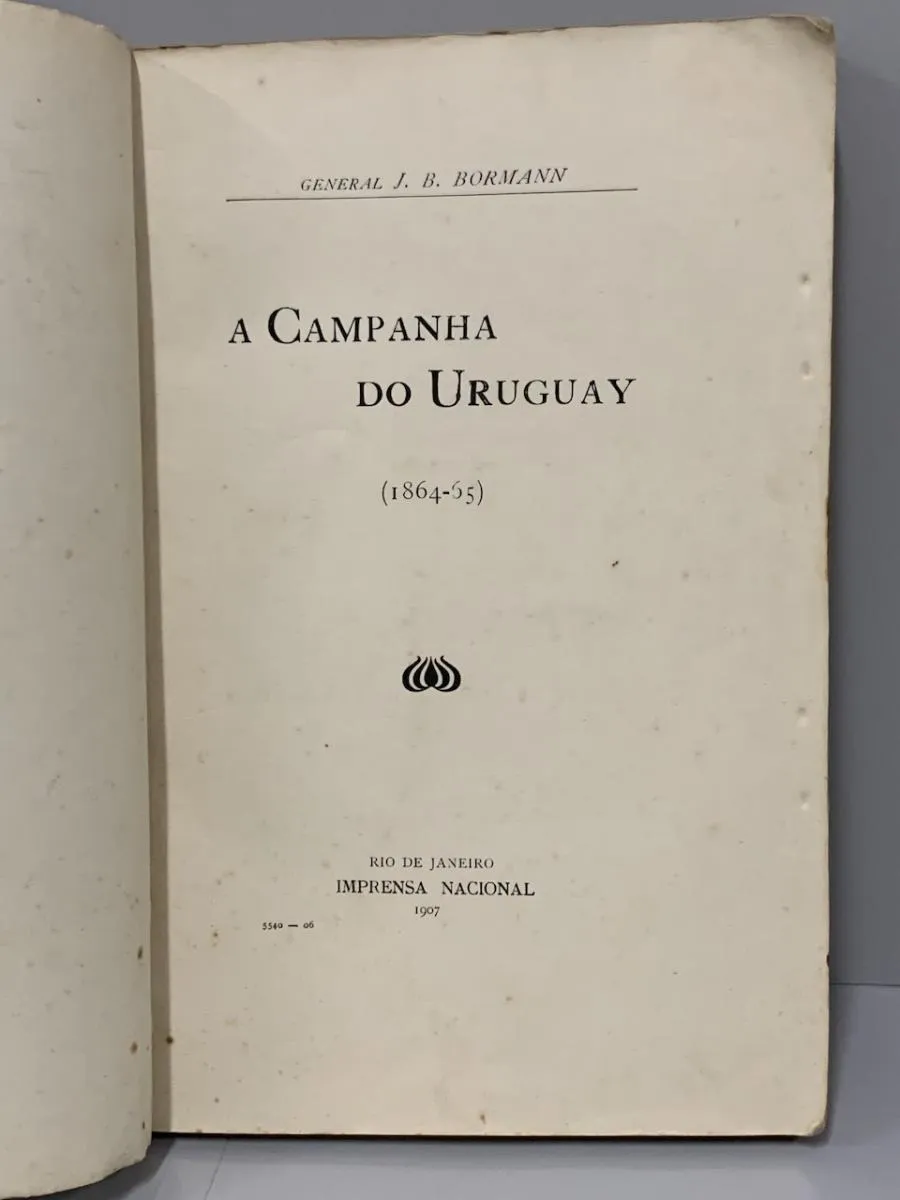 GENERAL J. B. BORMANN
A CAMPANHA
DO URUGUAY
(1864-65)
RIO DE JANEIRO
IMPRENSA NACIONAL
1907
5540 — 06